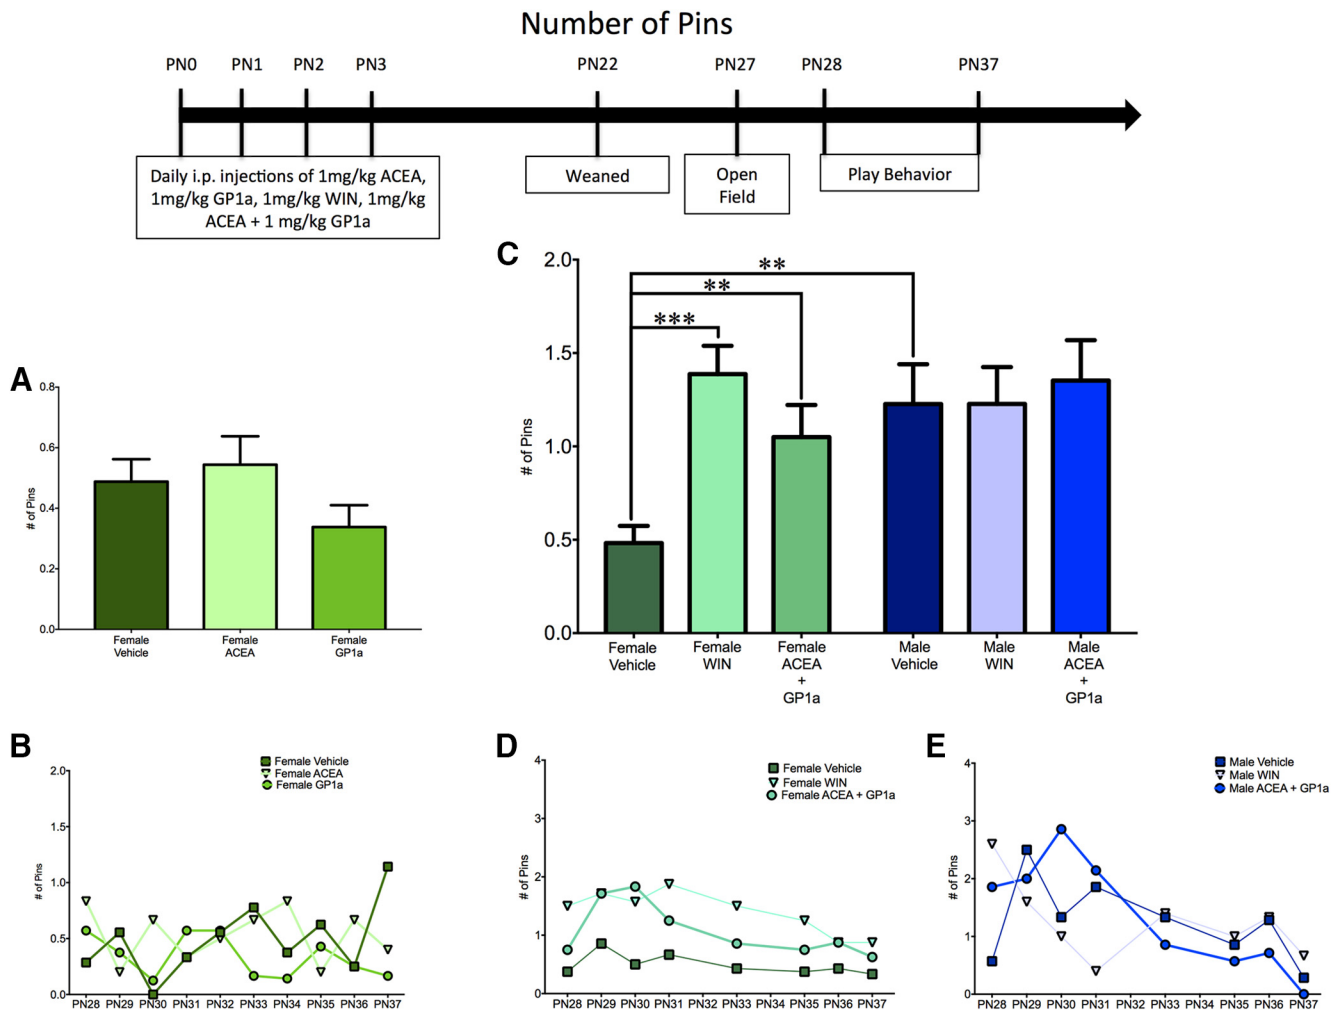 Number of Pins
PN0 PN1 PN2 PN3 PN22 PN27 PN28 PN37
Daily i.p. injections of 1mg/kg ACEA,
1mg/kg GP1a, 1mg/kg WIN, 1mg/kg
ACEA + 1 mg/kg GP1a
Weaned
Open
Field
Play Behavior
A
# of Pins
0.8
0.6
0.4
0.2
0.0
Female
Vehicle
Female
ACEA
Female
GP1a
C
# of Pins
2.0
1.5
1.0
0.5
0.0
**
**
***
Female
Vehicle
Female
WIN
Female
ACEA
+
GP1a
Male
Vehicle
Male
WIN
Male
ACEA
+
GP1a
B
# of Pins
2.0
1.5
1.0
0.5
0.0
Female Vehicle
Female ACEA
Female GP1a
PN28 PN29 PN30 PN31 PN32 PN33 PN34 PN35 PN36 PN37
D
# of Pins
4
3
2
1
0
Female Vehicle
Female WIN
Female ACEA + GP1a
PN28 PN29 PN30 PN31 PN32 PN33 PN34 PN35 PN36 PN37
E
# of Pins
4
3
2
1
0
Male Vehicle
Male WIN
Male ACEA + GP1a
PN28 PN29 PN30 PN31 PN32 PN33 PN34 PN35 PN36 PN37